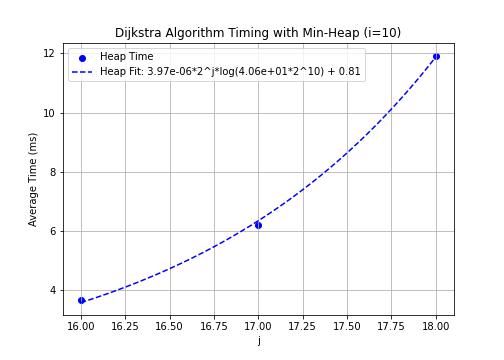 Dijkstra Algorithm Timing with Min-Heap (i=10)
Heap Time
Heap Fit: 3.97e-06*2^j*log(4.06e+01*2^10) + 0.81
Average Time (ms)
12
10
8
6
4
16.00 16.25 16.50 16.75 17.00 17.25 17.50 17.75 18.00
j